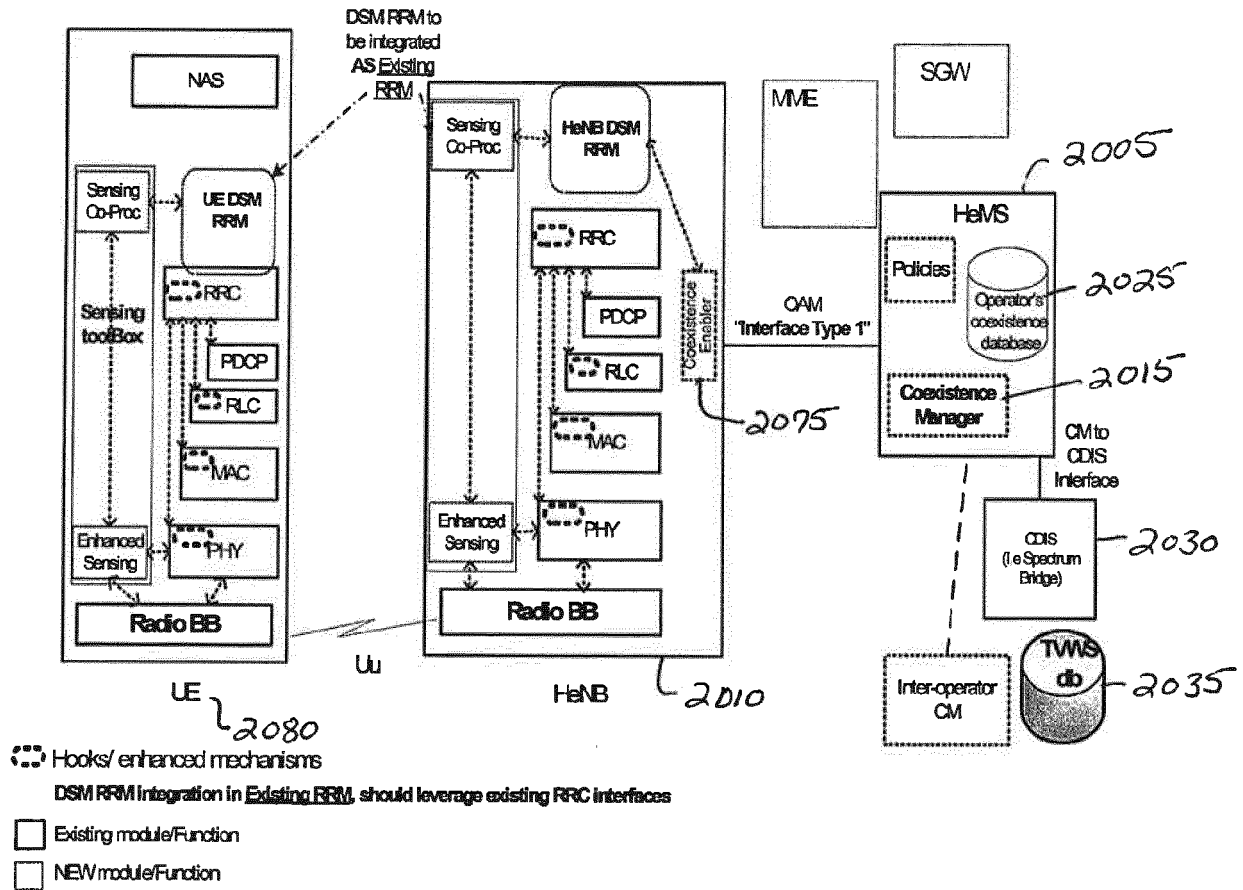 DSM RRM to
be integrated
AS Existing
RRM
NAS
Sensing
Co-Proc
UE DSM
RRM
Sensing
toolBox
RRC
PDCP
RLC
MAC
Enhanced
Sensing
PHY
Radio BB
UE
2080
Uu
Sensing
Co-Proc
HeNB DSM
RRM
RRC
PDCP
RLC
MAC
Enhanced
Sensing
PHY
Radio BB
HeNB
2010
Coexistence
Enabler
2075
OAM
"Interface Type 1"
MME
SGW
2005
HeMS
Policies
Operator's
coexistence
database
2025
Coexistence
Manager
2015
CM to
CDIS
Interface
CDIS
(i.e Spectrum
Bridge)
2030
Inter-operator
CM
TVWS
db
2035
Hooks/ enhanced mechanisms
DSM RRM integration in Existing RRM, should leverage existing RRC interfaces
Existing module/Function
NEW module/Function